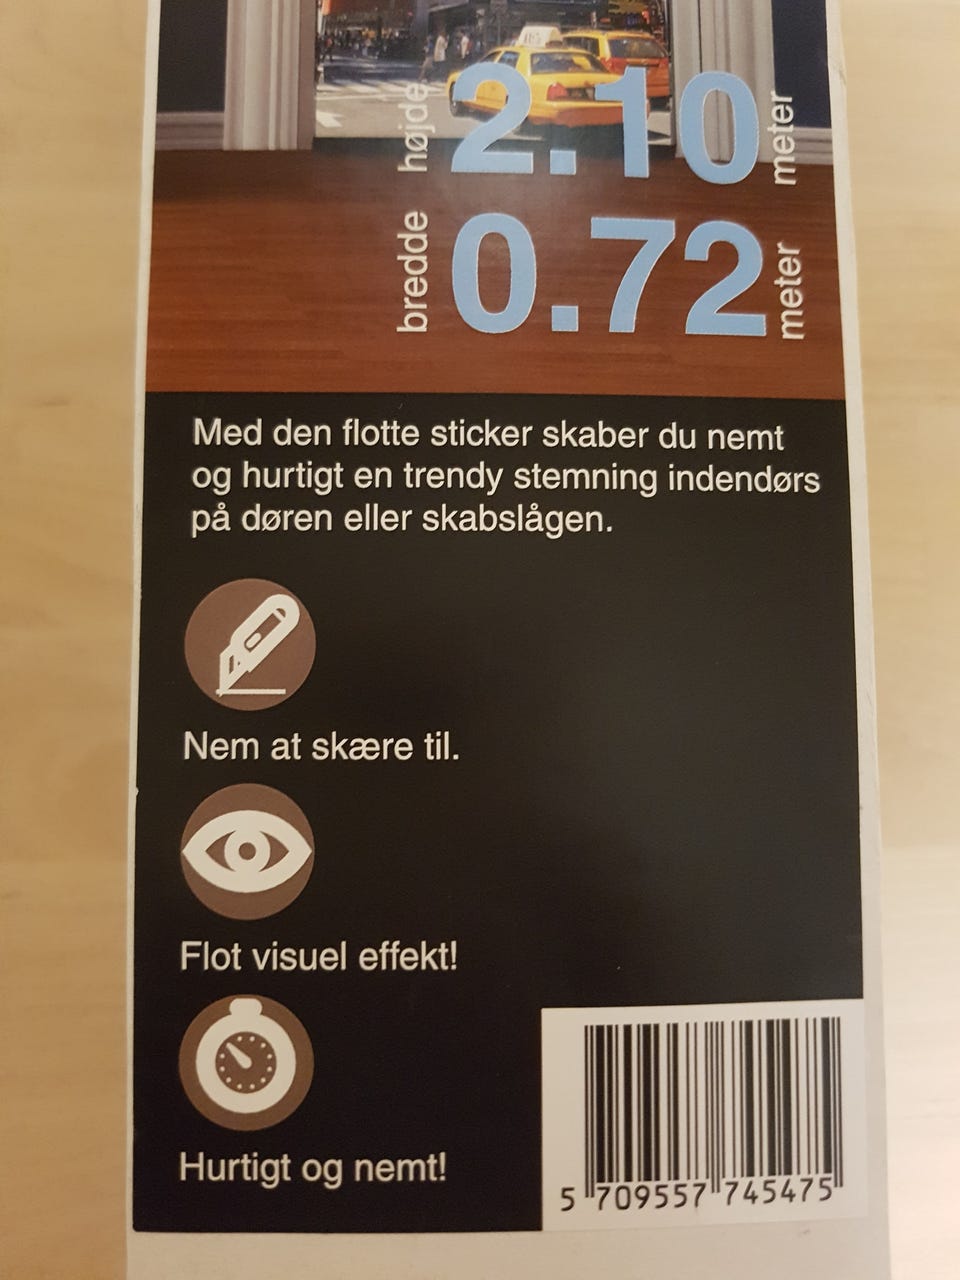 højde 2.10 meter
bredde 0.72 meter
Med den flotte sticker skaber du nemt
og hurtigt en trendy stemning indendørs
på døren eller skabslågen.
Nem at skære til.
Flot visuel effekt!
Hurtigt og nemt!
5 709557 745475